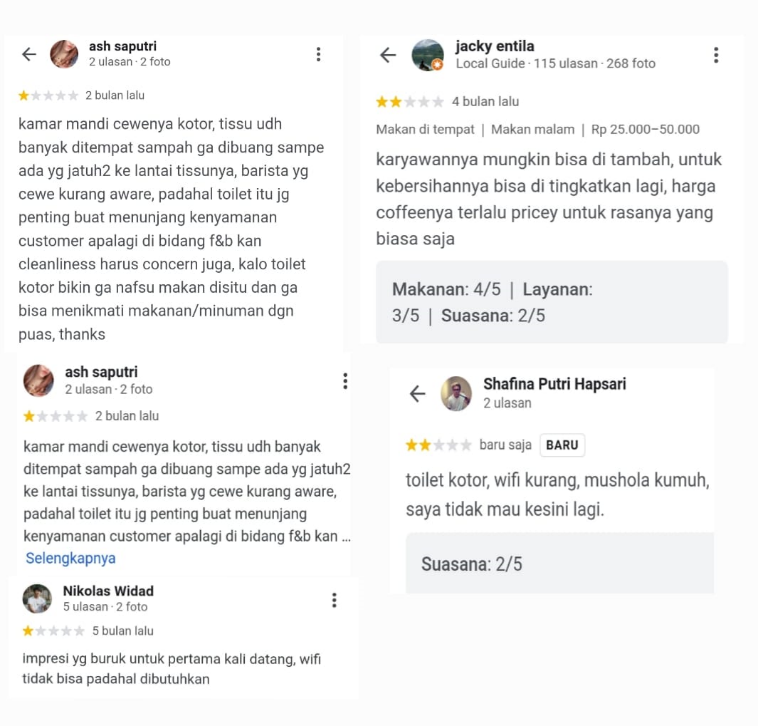 ash saputri
2 ulasan · 2 foto
2 bulan lalu
kamar mandi cewenya kotor, tissu udh
banyak ditempat sampah ga dibuang sampe
ada yg jatuh2 ke lantai tissunya, barista yg
cewe kurang aware, padahal toilet itu jg
penting buat menunjang kenyamanan
customer apalagi di bidang f&b kan
cleanliness harus concern juga, kalo toilet
kotor bikin ga nafsu makan disitu dan ga
bisa menikmati makanan/minuman dgn
puas, thanks
jacky entila
Local Guide · 115 ulasan · 268 foto
4 bulan lalu
Makan di tempat | Makan malam | Rp 25.000–50.000
karyawannya mungkin bisa di tambah, untuk
kebersihannya bisa di tingkatkan lagi, harga
coffeenya terlalu pricey untuk rasanya yang
biasa saja
Makanan: 4/5 | Layanan:
3/5 | Suasana: 2/5
ash saputri
2 ulasan · 2 foto
2 bulan lalu
kamar mandi cewenya kotor, tissu udh banyak
ditempat sampah ga dibuang sampe ada yg jatuh2
ke lantai tissunya, barista yg cewe kurang aware,
padahal toilet itu jg penting buat menunjang
kenyamanan customer apalagi di bidang f&b kan ...
Selengkapnya
Shafina Putri Hapsari
2 ulasan
baru saja BARU
toilet kotor, wifi kurang, mushola kumuh,
saya tidak mau kesini lagi.
Suasana: 2/5
Nikolas Widad
5 ulasan · 2 foto
5 bulan lalu
impresi yg buruk untuk pertama kali datang, wifi
tidak bisa padahal dibutuhkan